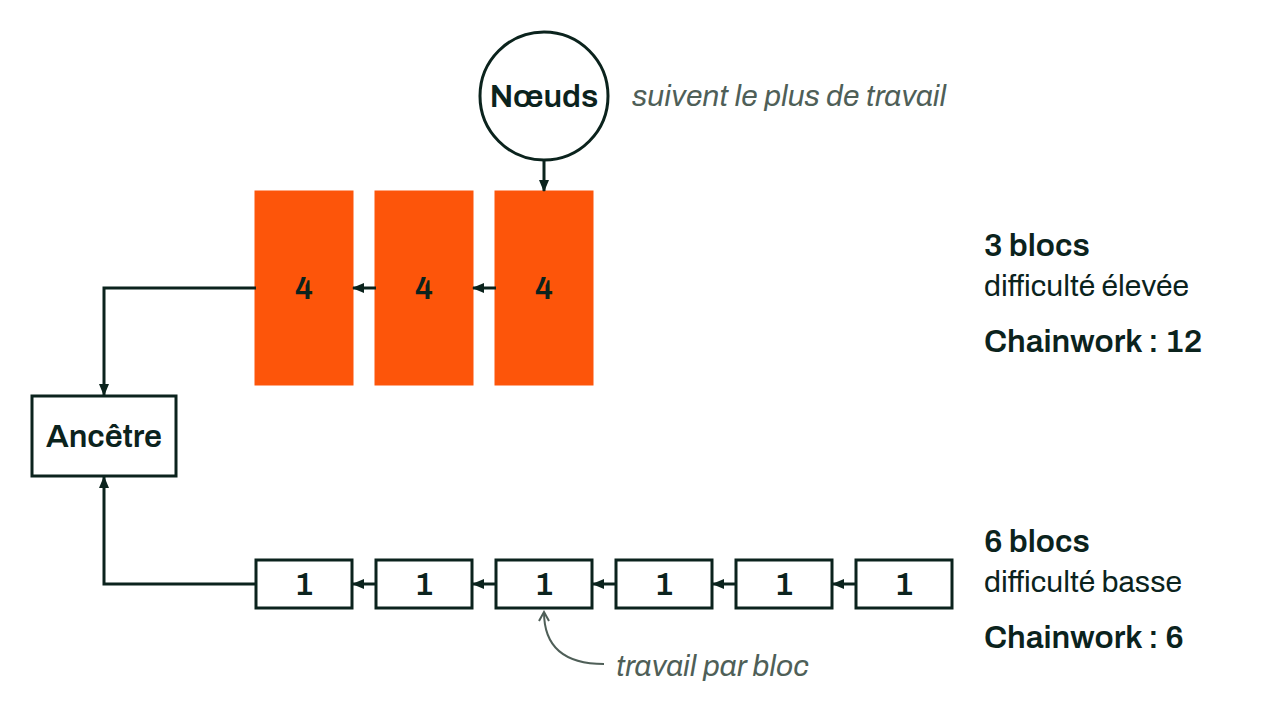 Nœuds
suivent le plus de travail
4
4
4
3 blocs
difficulté élevée
Chainwork : 12
Ancêtre
1
1
1
1
1
1
6 blocs
difficulté basse
Chainwork : 6
travail par bloc